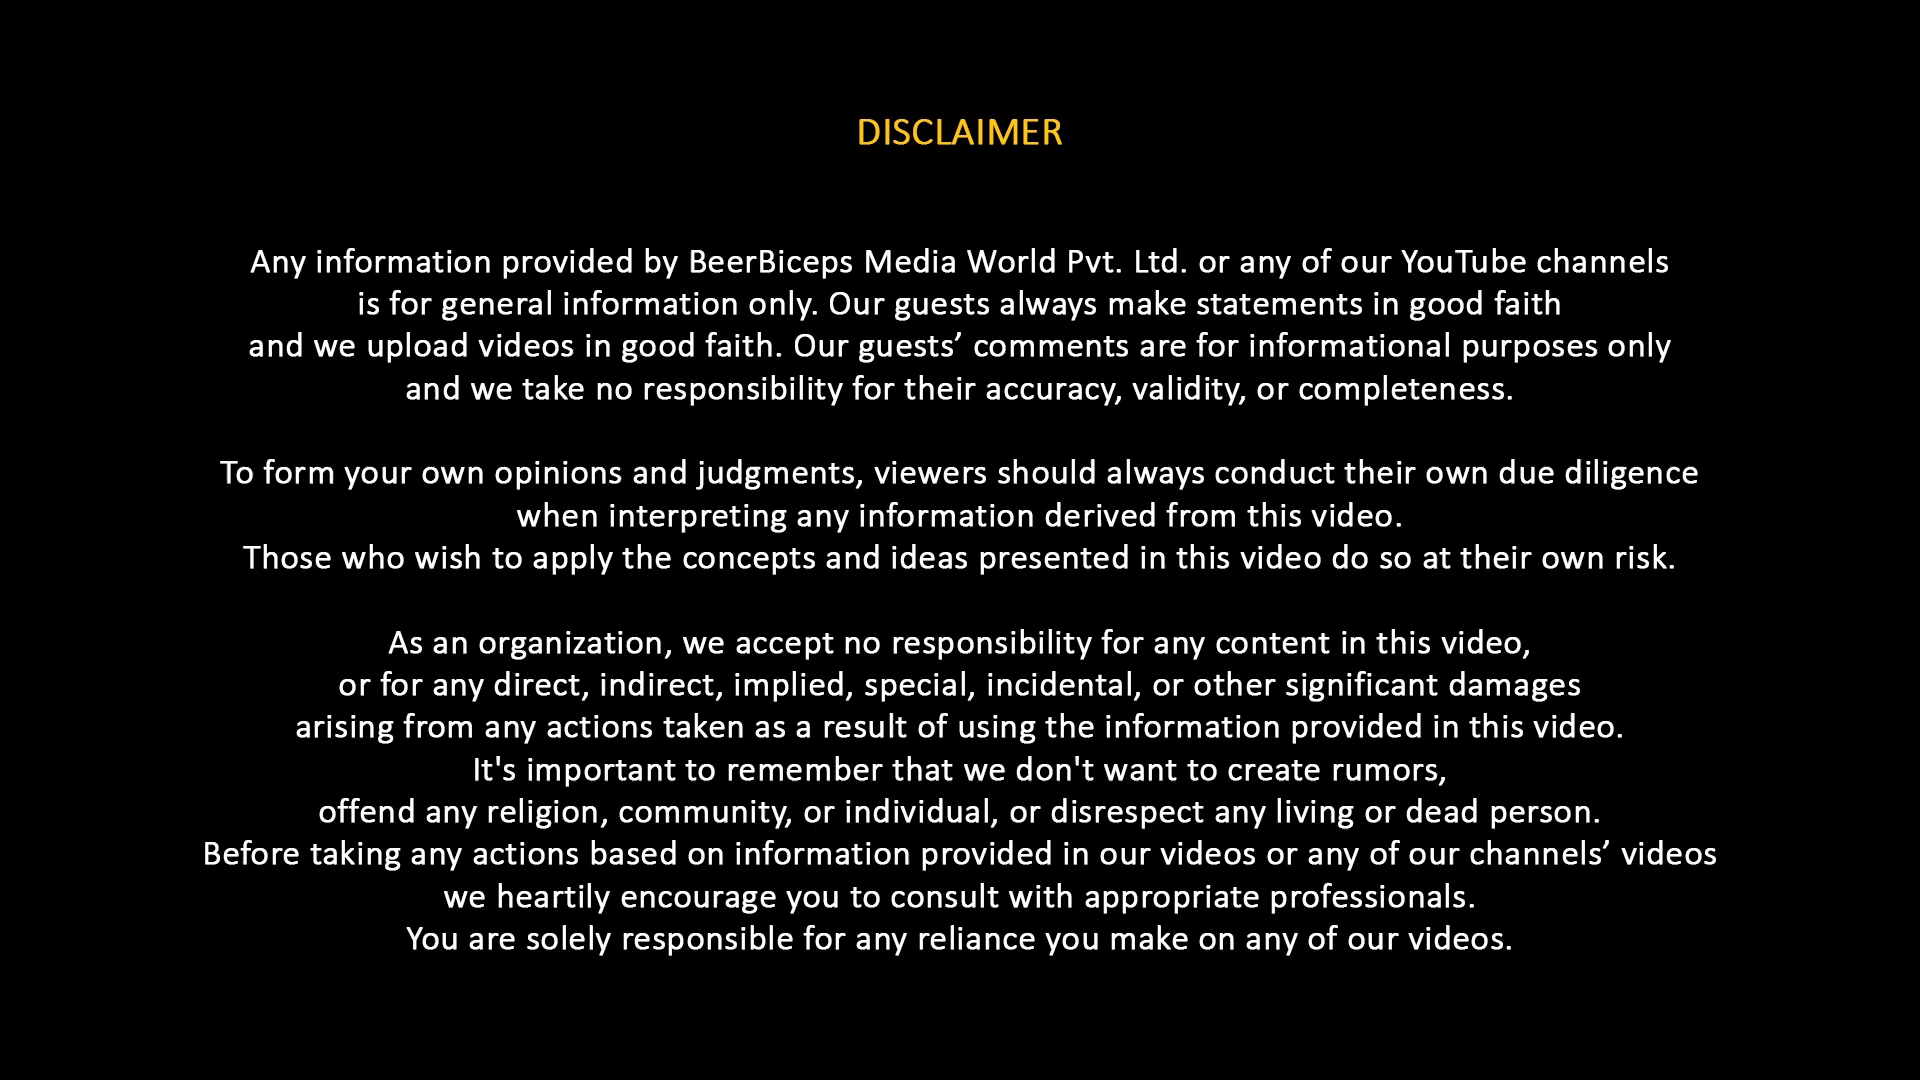 DISCLAIMER
Any information provided by BeerBiceps Media World Pvt. Ltd. or any of our YouTube channels
is for general information only. Our guests always make statements in good faith
and we upload videos in good faith. Our guests’ comments are for informational purposes only
and we take no responsibility for their accuracy, validity, or completeness.
To form your own opinions and judgments, viewers should always conduct their own due diligence
when interpreting any information derived from this video.
Those who wish to apply the concepts and ideas presented in this video do so at their own risk.
As an organization, we accept no responsibility for any content in this video,
or for any direct, indirect, implied, special, incidental, or other significant damages
arising from any actions taken as a result of using the information provided in this video.
It's important to remember that we don't want to create rumors,
offend any religion, community, or individual, or disrespect any living or dead person.
Before taking any actions based on information provided in our videos or any of our channels’ videos
we heartily encourage you to consult with appropriate professionals.
You are solely responsible for any reliance you make on any of our videos.